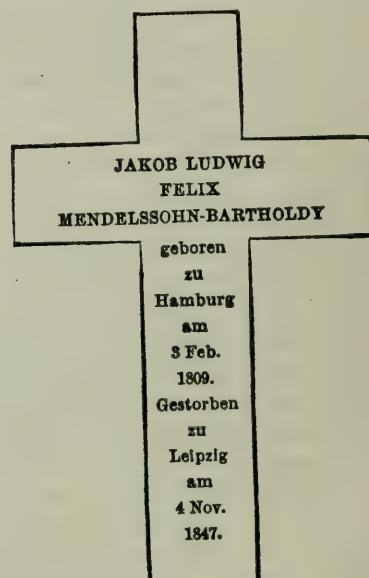 JAKOB LUDWIG
FELIX
MENDELSSOHN-BARTHOLDY
geboren
zu
Hamburg
am
3 Feb.
1809.
Gestorben
zu
Leipzig
am
4 Nov.
1847.